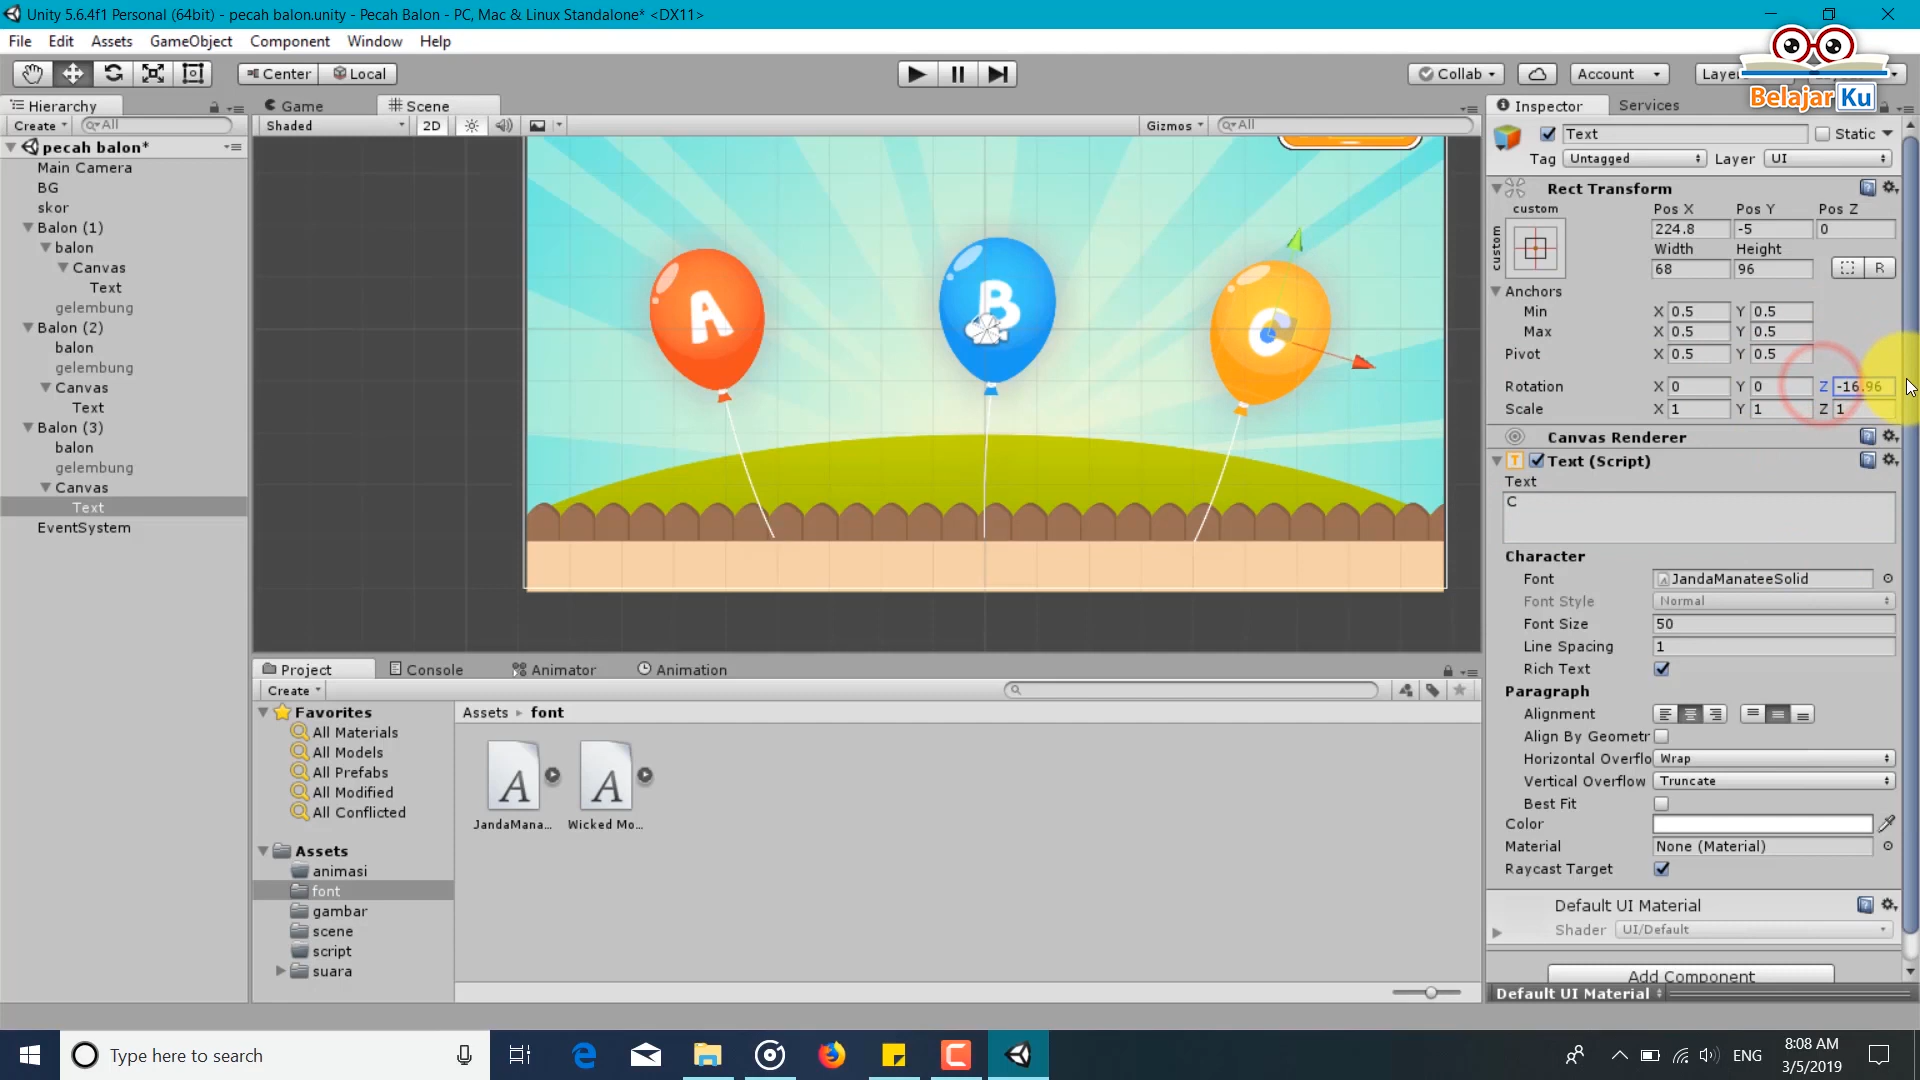 Unity 5.6.4f1 Personal (64bit) - pecah balon.unity - Pecah Balon - PC, Mac & Linux Standalone* <DX11>
File Edit Assets GameObject Component Window Help
Center Local Collab Account
Belajar Ku
Hierarchy Game Scene Inspector Services
Create All Shaded 2D Gizmos All
Text Static
Tag Untagged Layer UI
pecah balon*
Main Camera
BG
skor
Balon (1)
balon
Canvas
Text
gelembung
Balon (2)
balon
gelembung
Canvas
Text
Balon (3)
balon
gelembung
Canvas
Text
EventSystem
A B C
Rect Transform
custom Pos X Pos Y Pos Z
custom 224.8 -5 0
Width Height
68 96 R
Anchors
Min X 0.5 Y 0.5
Max X 0.5 Y 0.5
Pivot X 0.5 Y 0.5
Rotation X 0 Y 0 Z -16.96
Scale X 1 Y 1 Z 1
Canvas Renderer
T Text (Script)
Text
C
Character
Font JandaManateeSolid
Font Style Normal
Font Size 50
Line Spacing 1
Rich Text
Paragraph
Alignment
Align By Geometr
Horizontal Overflo Wrap
Vertical Overflow Truncate
Best Fit
Color
Material None (Material)
Raycast Target
Default UI Material
Shader UI/Default
Add Component
Default UI Material
Project Console Animator Animation
Create
Favorites
All Materials
All Models
All Prefabs
All Modified
All Conflicted
Assets
animasi
font
gambar
scene
script
suara
Assets font
A A
JandaMana... Wicked Mo...
Type here to search
ENG
8:08 AM
3/5/2019